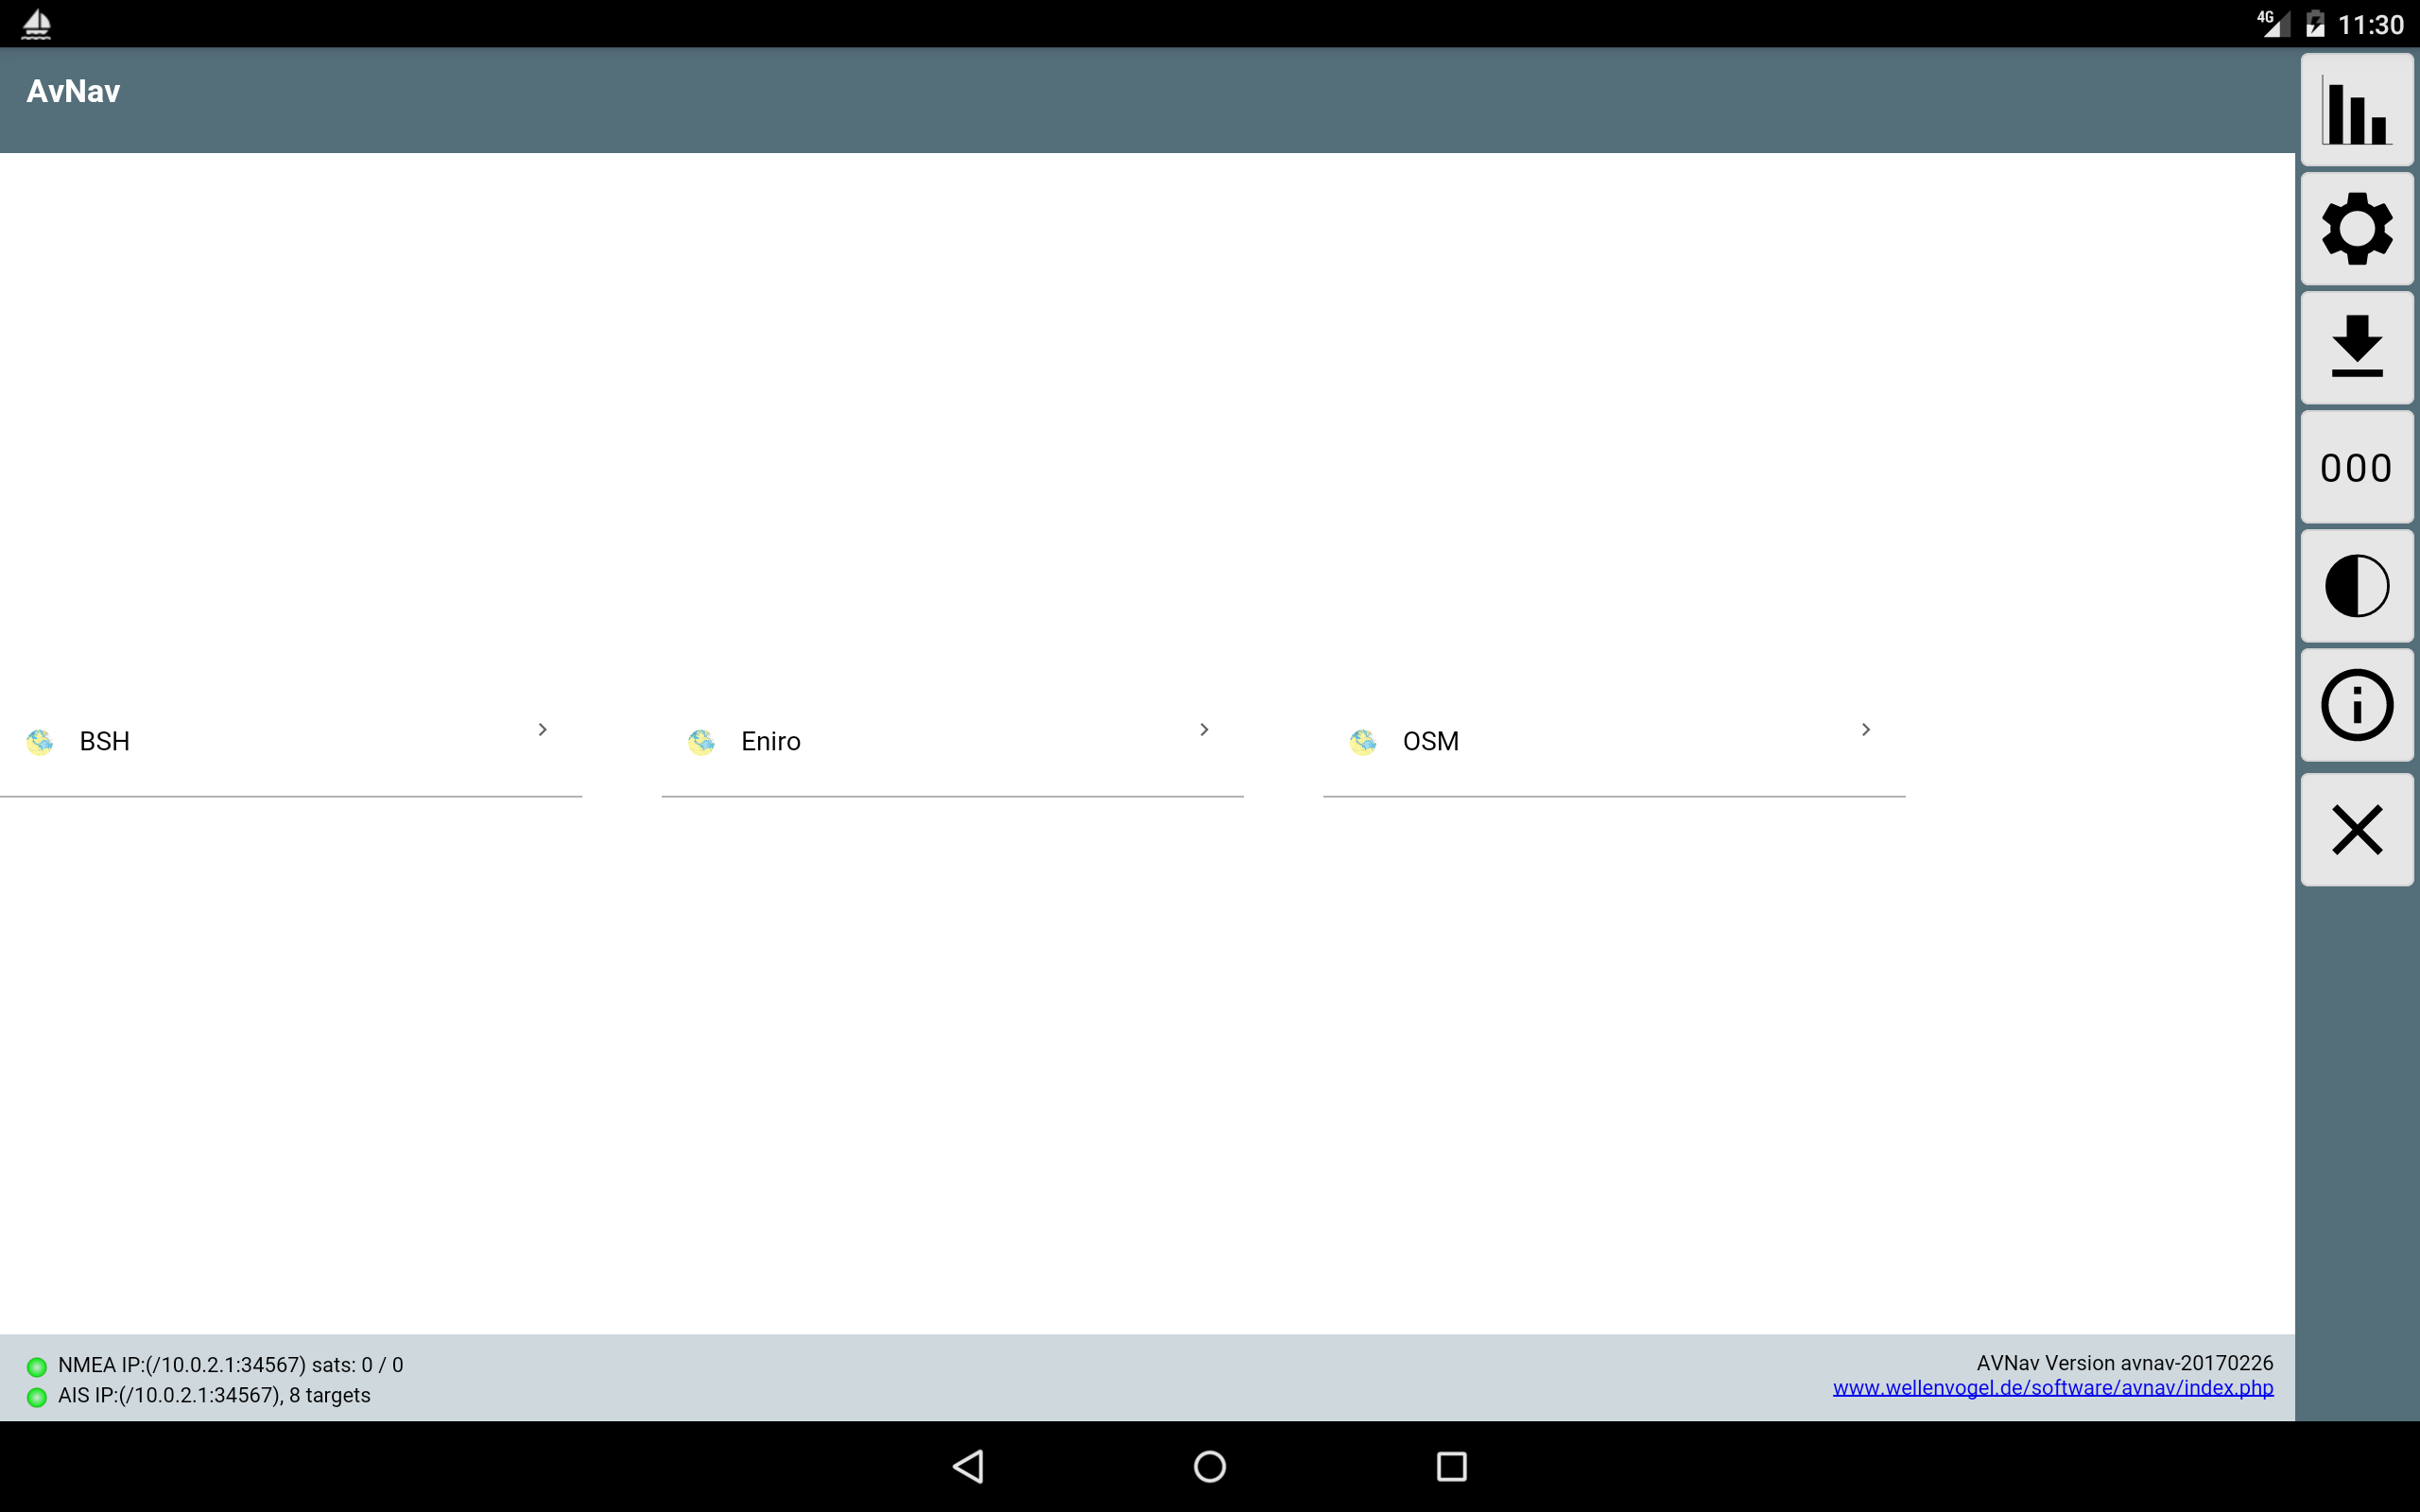 4G 11:30
AvNav
000
BSH
Eniro
OSM
NMEA IP:(/10.0.2.1:34567) sats: 0 / 0
AIS IP:(/10.0.2.1:34567), 8 targets
AVNav Version avnav-20170226
www.wellenvogel.de/software/avnav/index.php